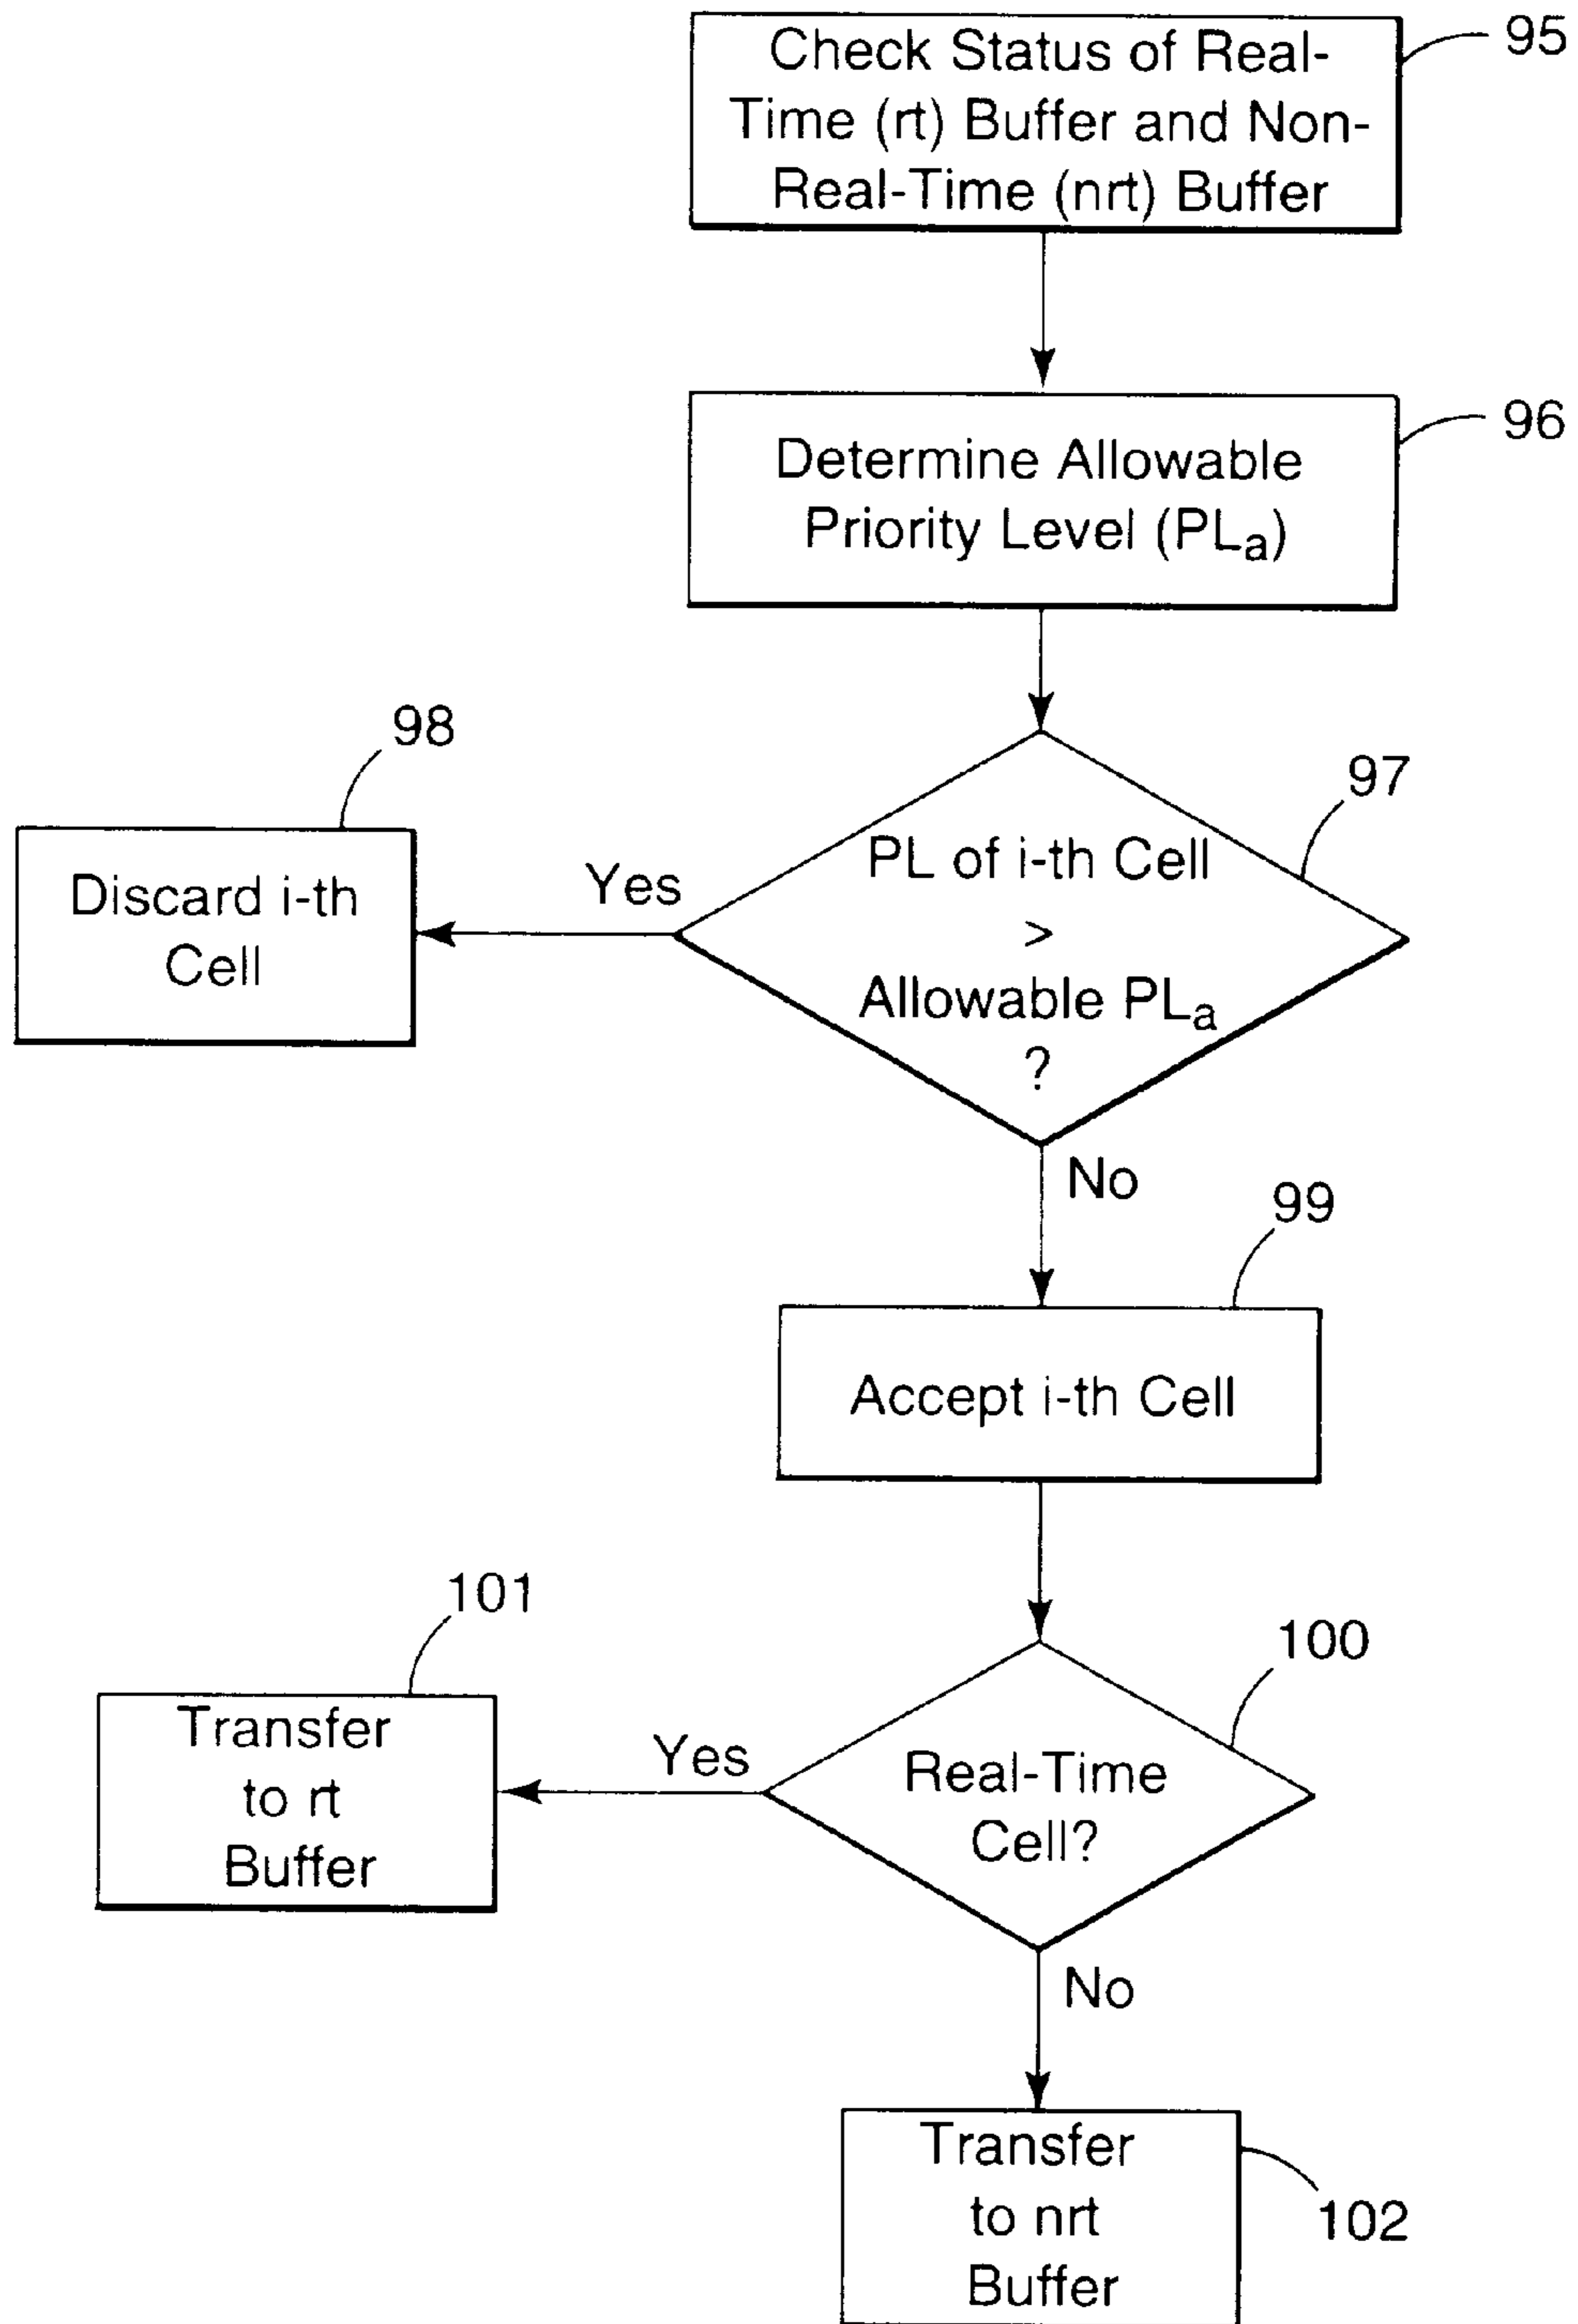 Check Status of Real-
Time (rt) Buffer and Non-
Real-Time (nrt) Buffer
95
Determine Allowable
Priority Level (PLa)
96
PL of i-th Cell
>
Allowable PLa
?
97
Yes
98
Discard i-th
Cell
No
99
Accept i-th Cell
100
Real-Time
Cell?
Yes
101
Transfer
to rt
Buffer
No
Transfer
to nrt
Buffer
102